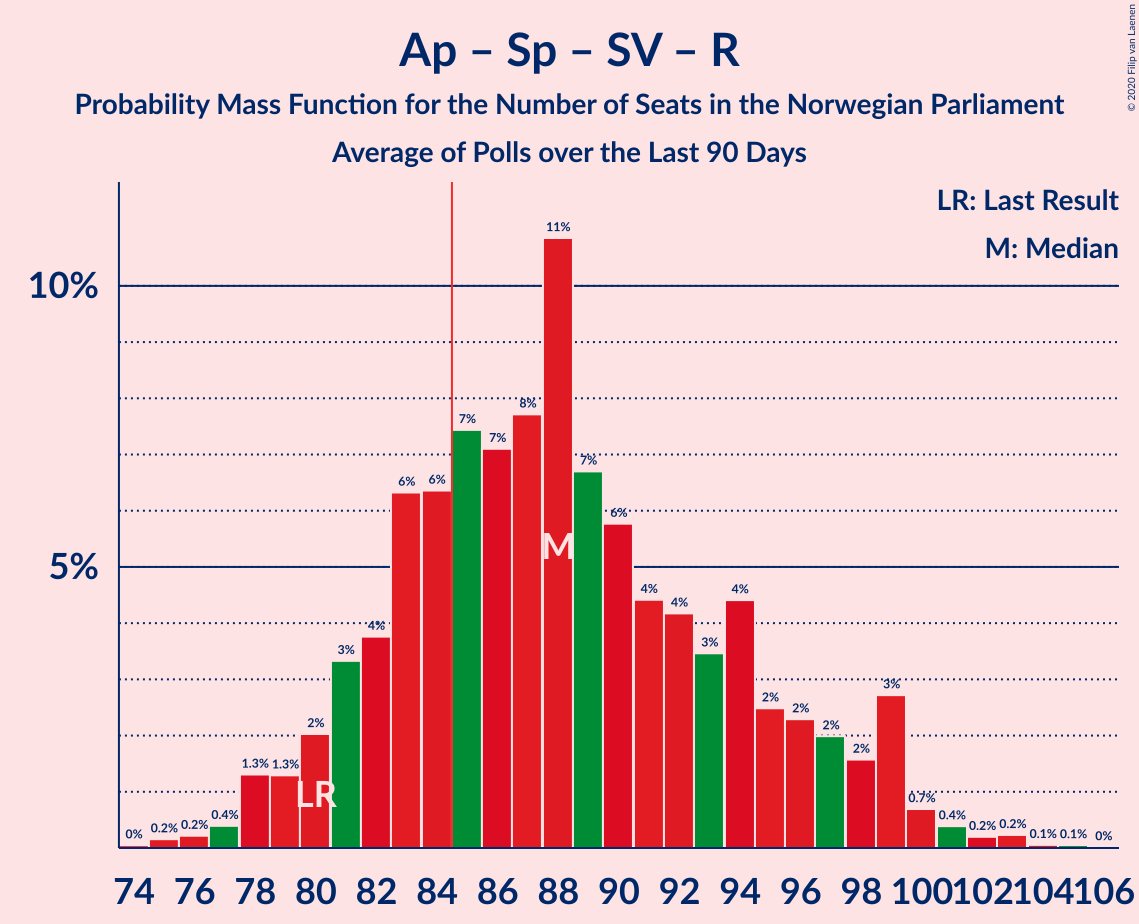 Ap – Sp – SV – R
Probability Mass Function for the Number of Seats in the Norwegian Parliament
Average of Polls over the Last 90 Days
© 2020 Filip van Laenen
LR: Last Result
M: Median
10%
5%
0% 0.2% 0.2% 0.4% 1.3% 1.3% 2% 3% 4% 6% 6% 7% 7% 8% 11% 7% 6% 4% 4% 3% 4% 2% 2% 2% 2% 3% 0.7% 0.4% 0.2% 0.2% 0.1% 0.1% 0%
M
LR
74 76 78 80 82 84 86 88 90 92 94 96 98 100 102 104 106